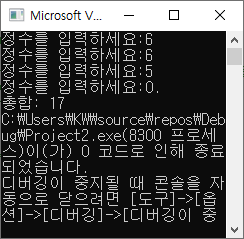 Microsoft V...
정수를 입력하세요:6
정수를 입력하세요:6
정수를 입력하세요:5
정수를 입력하세요:0.
총합: 17
C:₩Users₩K₩₩source₩repos₩Deb
ug₩Project2.exe(8300 프로세
스)이(가) 0 코드로 인해 종료
되었습니다.
디버깅이 중지될 때 콘솔을 자
동으로 닫으려면 [도구]->[옵
션]->[디버깅]->[디버깅이 중